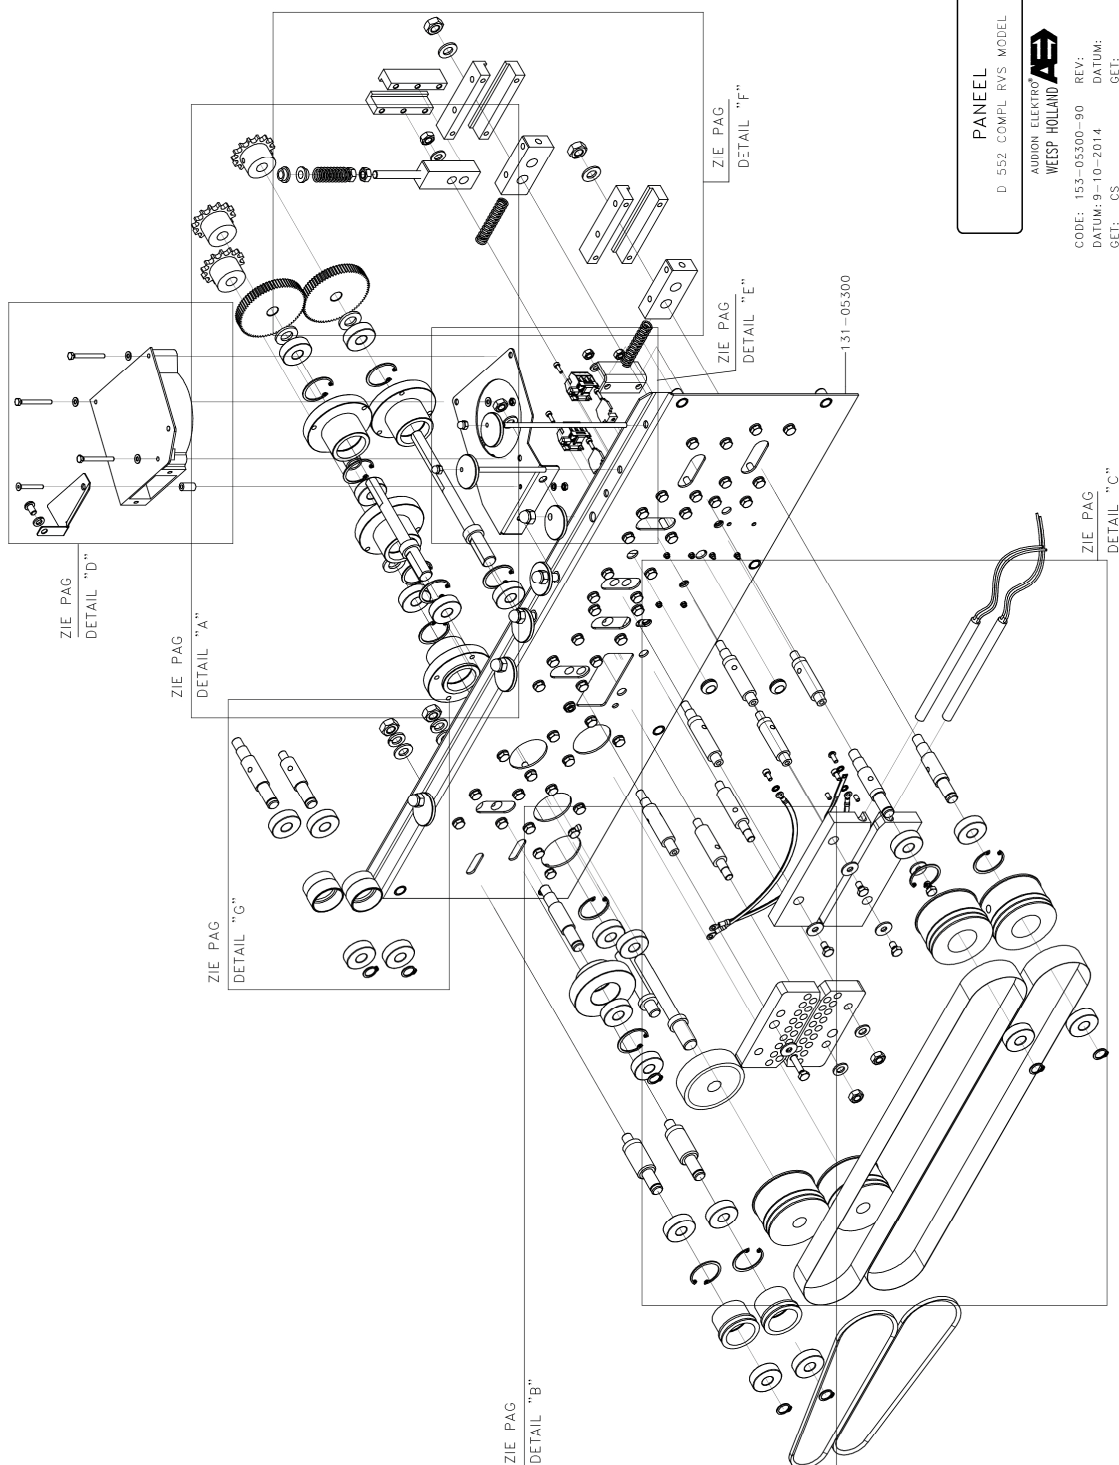 PANEEL
D 552 COMPL RVS MODEL
AUDION ELEKTRO®
WEESP HOLLAND
AEH
CODE: 153-05300-90 REV:
DATUM: 9-10-2014 DATUM:
GET: CS GET:
ZIE PAG
DETAIL "F"
ZIE PAG
DETAIL "E"
131-05300
ZIE PAG
DETAIL "C"
ZIE PAG
DETAIL "D"
ZIE PAG
DETAIL "A"
ZIE PAG
DETAIL "G"
ZIE PAG
DETAIL "B"